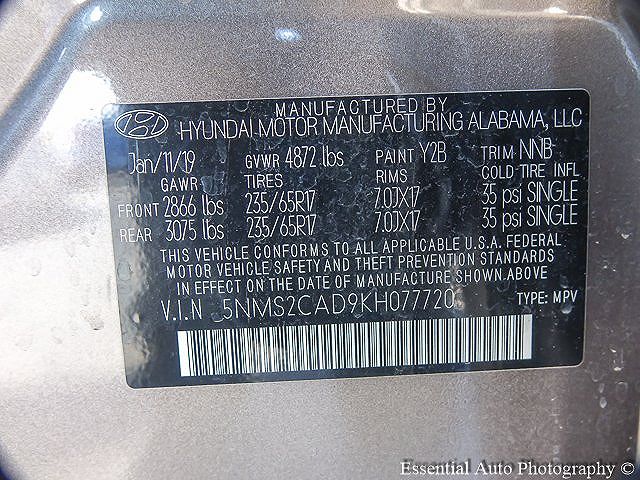 MANUFACTURED BY
HYUNDAI MOTOR MANUFACTURING ALABAMA, LLC
Jan/11/19 GVWR 4872 lbs PAINT Y2B TRIM NNB
GAWR TIRES RIMS COLD TIRE INFL
FRONT 2866 lbs 235/65R17 7.0JX17 35 psi SINGLE
REAR 3075 lbs 235/65R17 7.0JX17 35 psi SINGLE
THIS VEHICLE CONFORMS TO ALL APPLICABLE U.S.A. FEDERAL
MOTOR VEHICLE SAFETY AND THEFT PREVENTION STANDARDS
IN EFFECT ON THE DATE OF MANUFACTURE SHOWN ABOVE.
V.I.N 5NMS2CAD9KH077720 TYPE: MPV
Essential Auto Photography ©